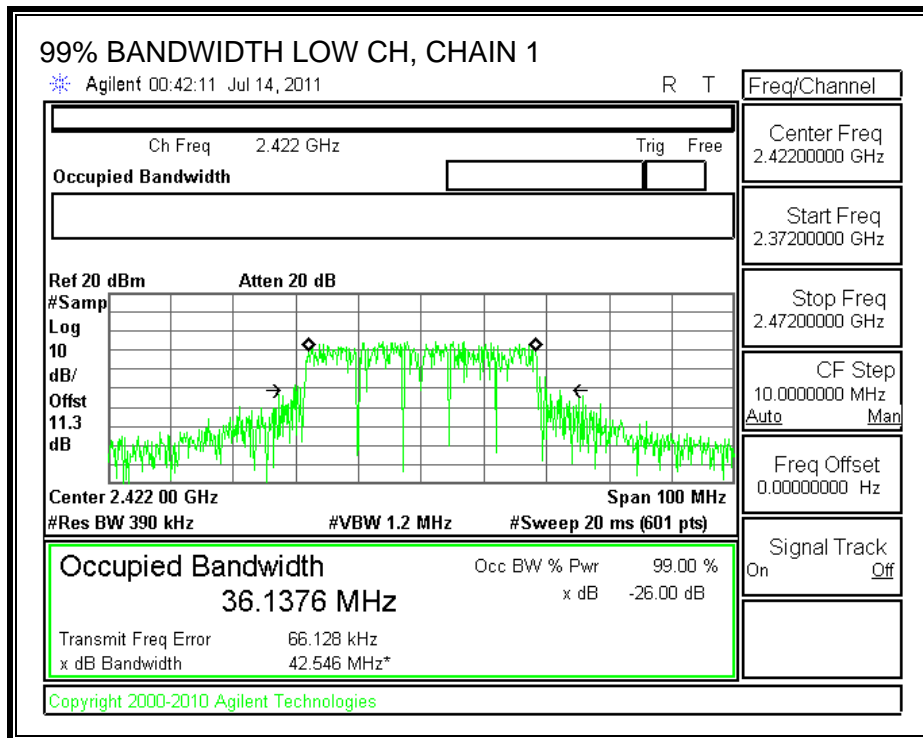 99% BANDWIDTH LOW CH, CHAIN 1
Agilent 00:42:11 Jul 14, 2011 R T
Ch Freq 2.422 GHz Trig Free
Occupied Bandwidth
Ref 20 dBm Atten 20 dB
#Samp
Log
10
dB/
Offst
11.3
dB
Center 2.422 00 GHz Span 100 MHz
#Res BW 390 kHz #VBW 1.2 MHz #Sweep 20 ms (601 pts)
Occupied Bandwidth
36.1376 MHz
Occ BW % Pwr 99.00 %
x dB -26.00 dB
Transmit Freq Error 66.128 kHz
x dB Bandwidth 42.546 MHz*
Copyright 2000-2010 Agilent Technologies
Freq/Channel
Center Freq
2.42200000 GHz
Start Freq
2.37200000 GHz
Stop Freq
2.47200000 GHz
CF Step
10.0000000 MHz
Auto Man
Freq Offset
0.00000000 Hz
Signal Track
On Off